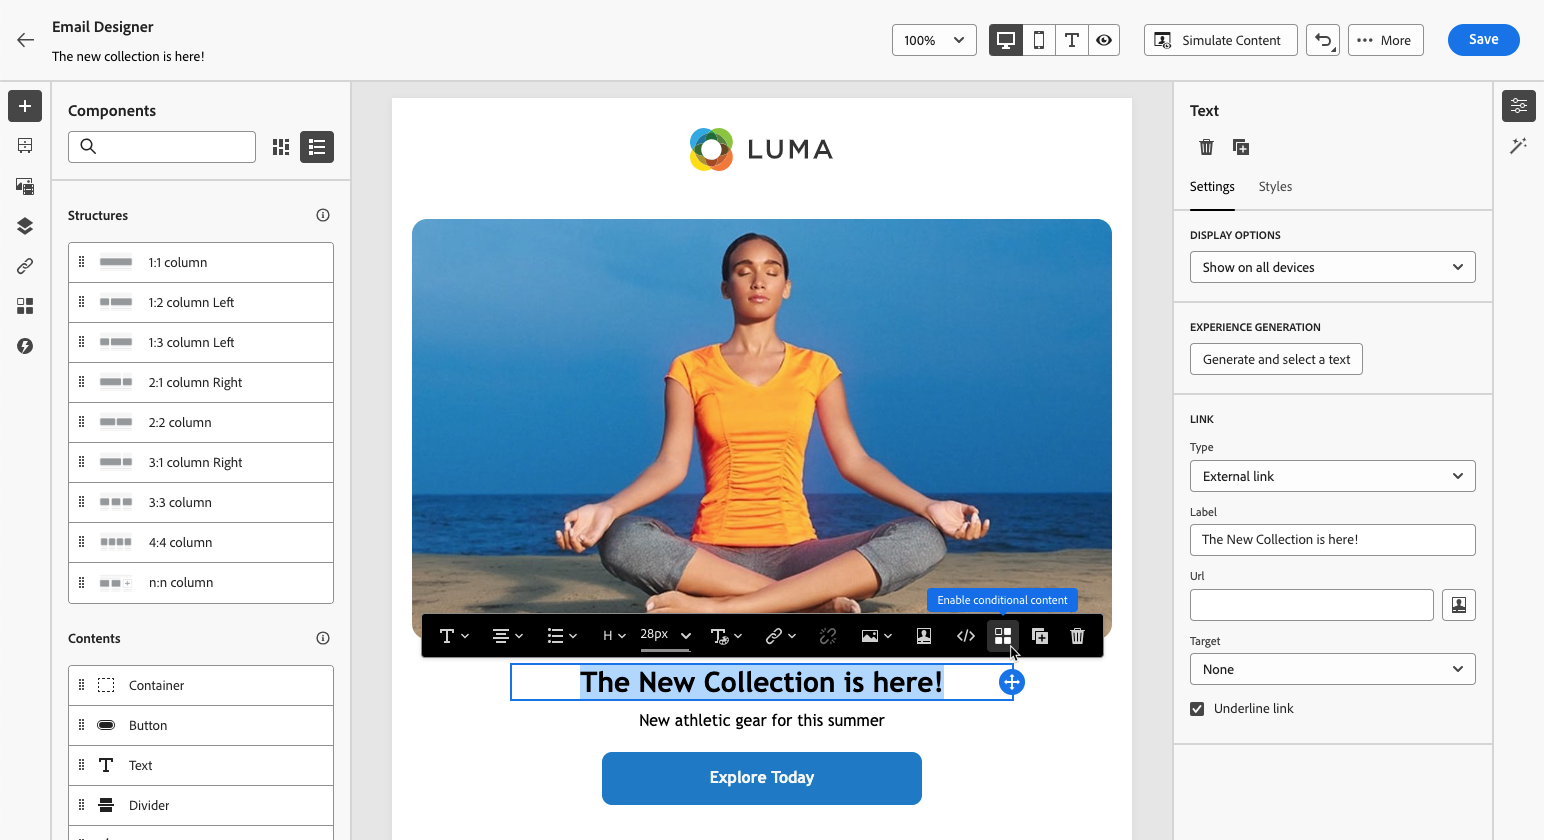 Email Designer
The new collection is here!
100%
Simulate Content
More
Save
Components
Structures
1:1 column
1:2 column Left
1:3 column Left
2:1 column Right
2:2 column
3:1 column Right
3:3 column
4:4 column
n:n column
Contents
Container
Button
Text
Divider
LUMA
Enable conditional content
H
28px
The New Collection is here!
New athletic gear for this summer
Explore Today
Text
Settings
Styles
DISPLAY OPTIONS
Show on all devices
EXPERIENCE GENERATION
Generate and select a text
LINK
Type
External link
Label
The New Collection is here!
Url
Target
None
Underline link